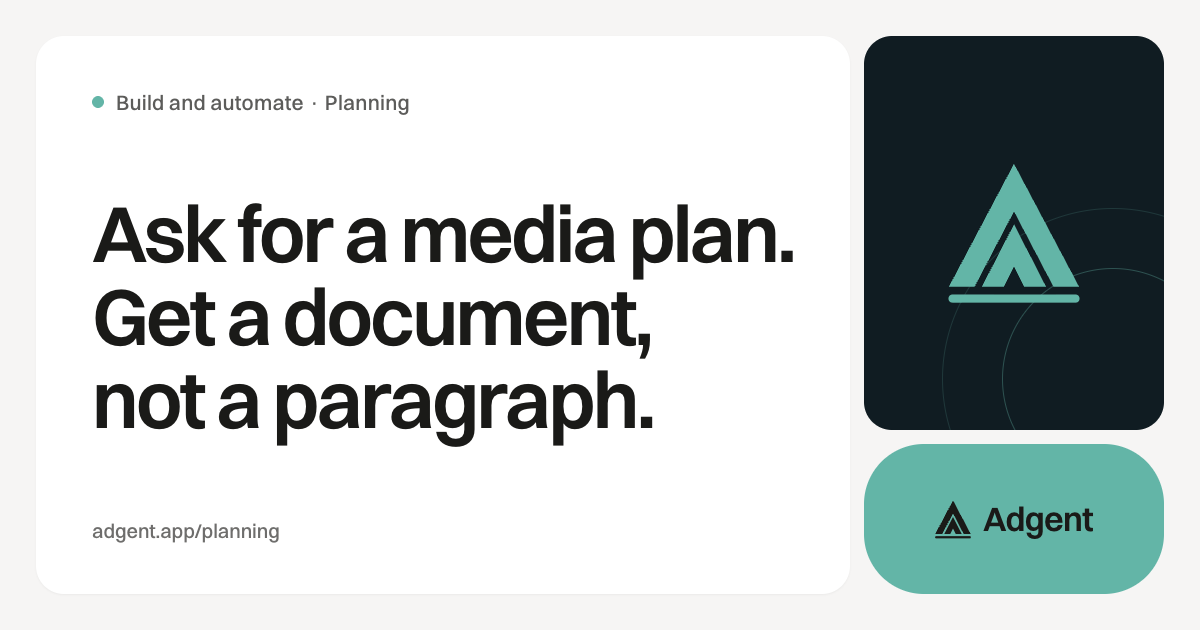 Build and automate · Planning
Ask for a media plan.
Get a document,
not a paragraph.
adgent.app/planning
Adgent